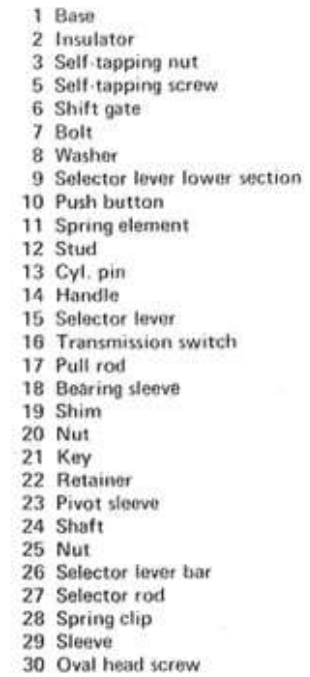 1 Base
2 Insulator
3 Self-tapping nut
5 Self-tapping screw
6 Shift gate
7 Bolt
8 Washer
9 Selector lever lower section
10 Push button
11 Spring element
12 Stud
13 Cyl. pin
14 Handle
15 Selector lever
16 Transmission switch
17 Pull rod
18 Bearing sleeve
19 Shim
20 Nut
21 Key
22 Retainer
23 Pivot sleeve
24 Shaft
25 Nut
26 Selector lever bar
27 Selector rod
28 Spring clip
29 Sleeve
30 Oval head screw